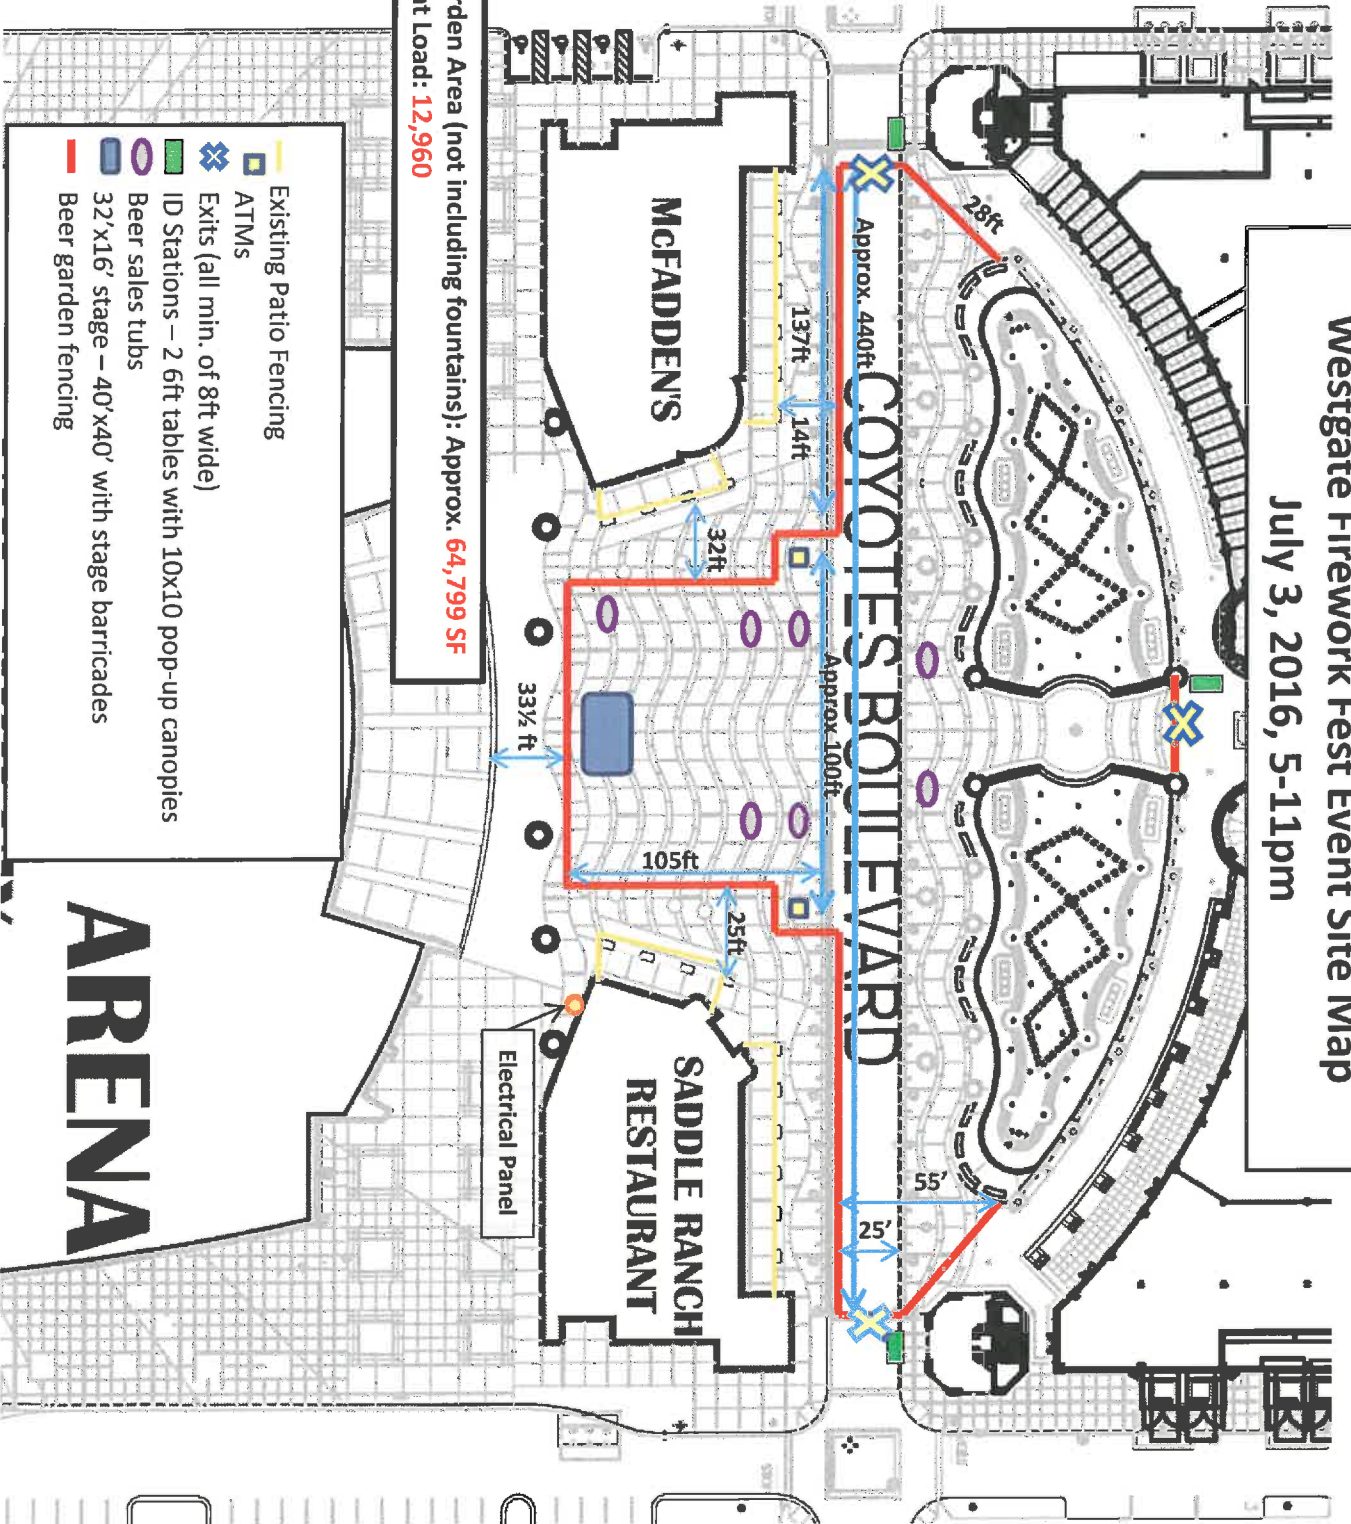 Westgate Firework Fest Event Site Map
July 3, 2016, 5-11pm
28ft
Approx. 440ft
137ft
14ft
COYOTES BOULEVARD
McFADDEN'S
32ft
Approx 100ft
33½ ft
105ft
25ft
55'
25'
SADDLE RANCH
RESTAURANT
Electrical Panel
rden Area (not including fountains): Approx. 64,799 SF
nt Load: 12,960
Existing Patio Fencing
ATMs
Exits (all min. of 8ft wide)
ID Stations – 2 6ft tables with 10x10 pop-up canopies
Beer sales tubs
32'x16' stage – 40'x40' with stage barricades
Beer garden fencing
ARENA